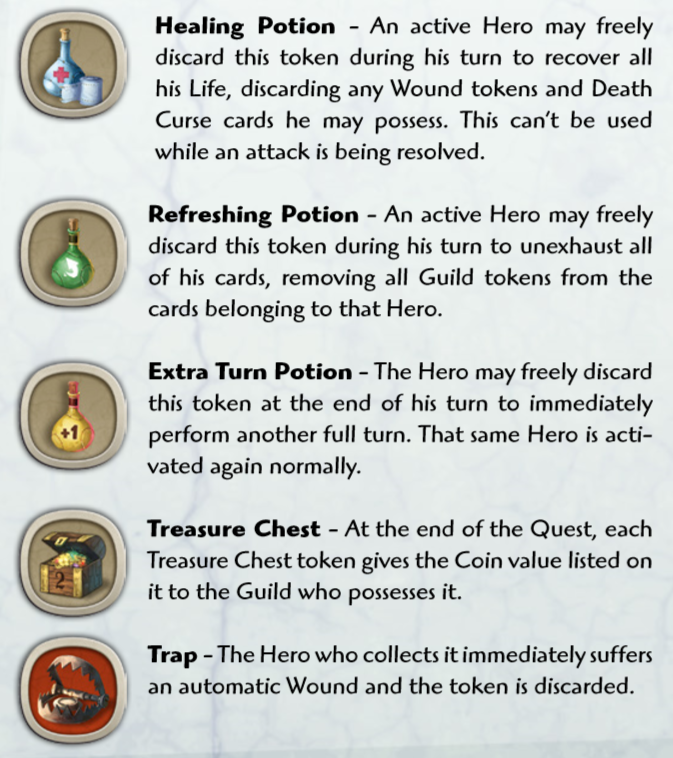 Healing Potion – An active Hero may freely
discard this token during his turn to recover all
his Life, discarding any Wound tokens and Death
Curse cards he may possess. This can't be used
while an attack is being resolved.
Refreshing Potion – An active Hero may freely
discard this token during his turn to unexhaust all
of his cards, removing all Guild tokens from the
cards belonging to that Hero.
Extra Turn Potion – The Hero may freely discard
+1
this token at the end of his turn to immediately
perform another full turn. That same Hero is acti-
vated again normally.
Treasure Chest – At the end of the Quest, each
Treasure Chest token gives the Coin value listed on
2
it to the Guild who possesses it.
Trap – The Hero who collects it immediately suffers
an automatic Wound and the token is discarded.